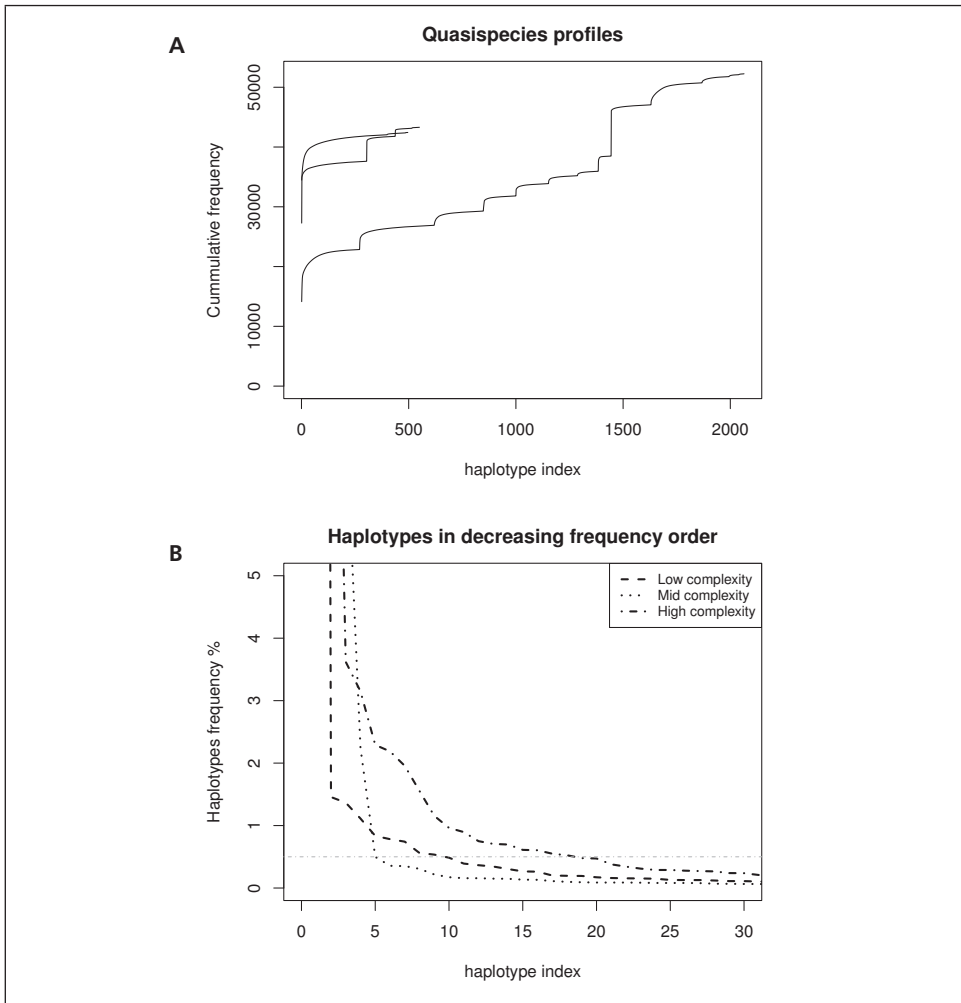 A
Quasispecies profiles
Cummulative frequency
0 10000 30000 50000
0 500 1000 1500 2000
haplotype index
B
Haplotypes in decreasing frequency order
Haplotypes frequency %
0 1 2 3 4 5
Low complexity
Mid complexity
High complexity
0 5 10 15 20 25 30
haplotype index